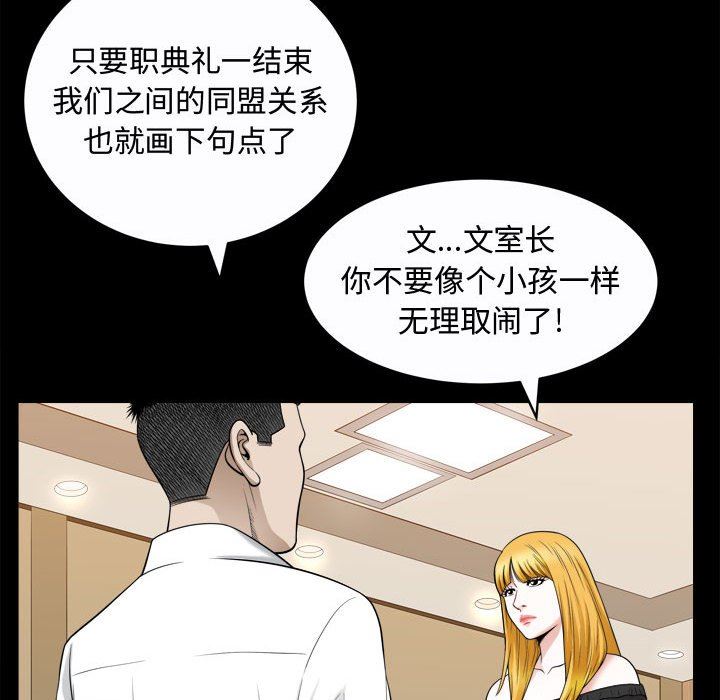 只要职典礼一结束
我们之间的同盟关系
也就画下句点了
文...文室长
你不要像个小孩一样
无理取闹了!